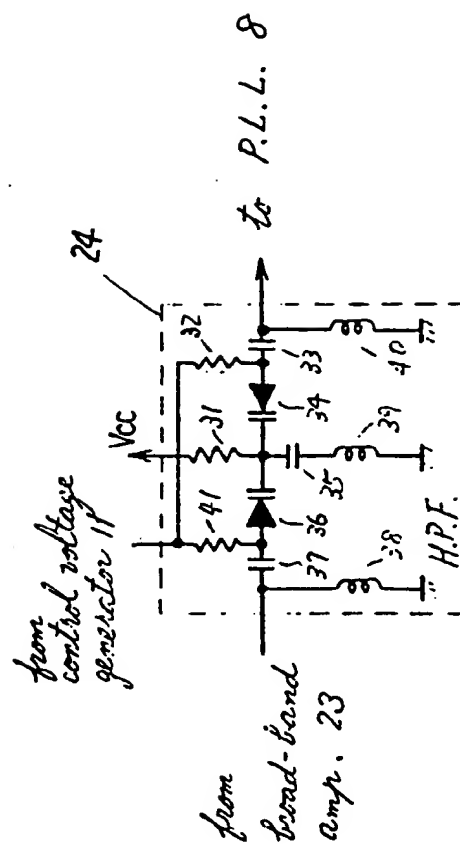 from
control voltage
generator 11
24
Vcc
41
31
32
from
broad-band
amp. 23
to P.L.L. 8
37
36
34
33
35
38
39
40
H.P.F.